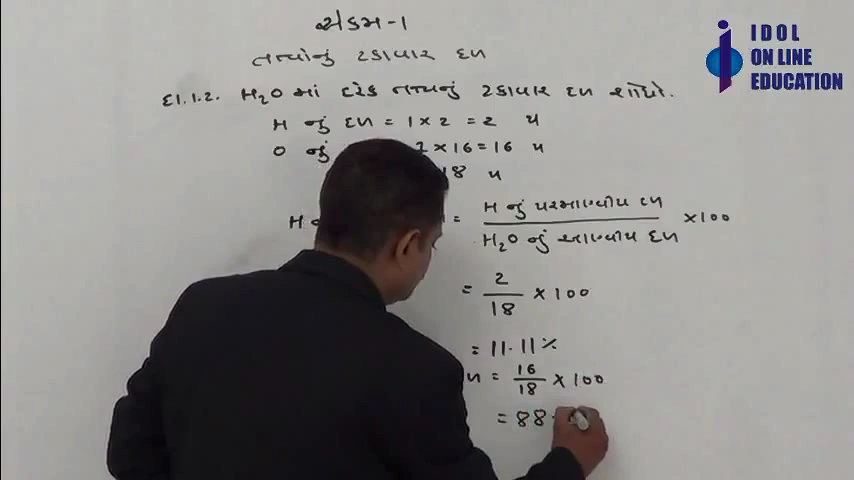 એકમ-1
તત્વોનું ટકાવાર દળ
દા.1.2. H₂O માં દરેક તત્વનું ટકાવાર દળ શોધો.
H નું દળ = 1 × 2 = 2 u
O નું 1 × 16 = 16 u
18 u
H = H નું પરમાણ્વીય દળ / H₂O નું આણ્વીય દળ × 100
= 2 / 18 × 100
= 11.11 %
= 16 / 18 × 100
= 88.
IDOL
ON LINE
EDUCATION